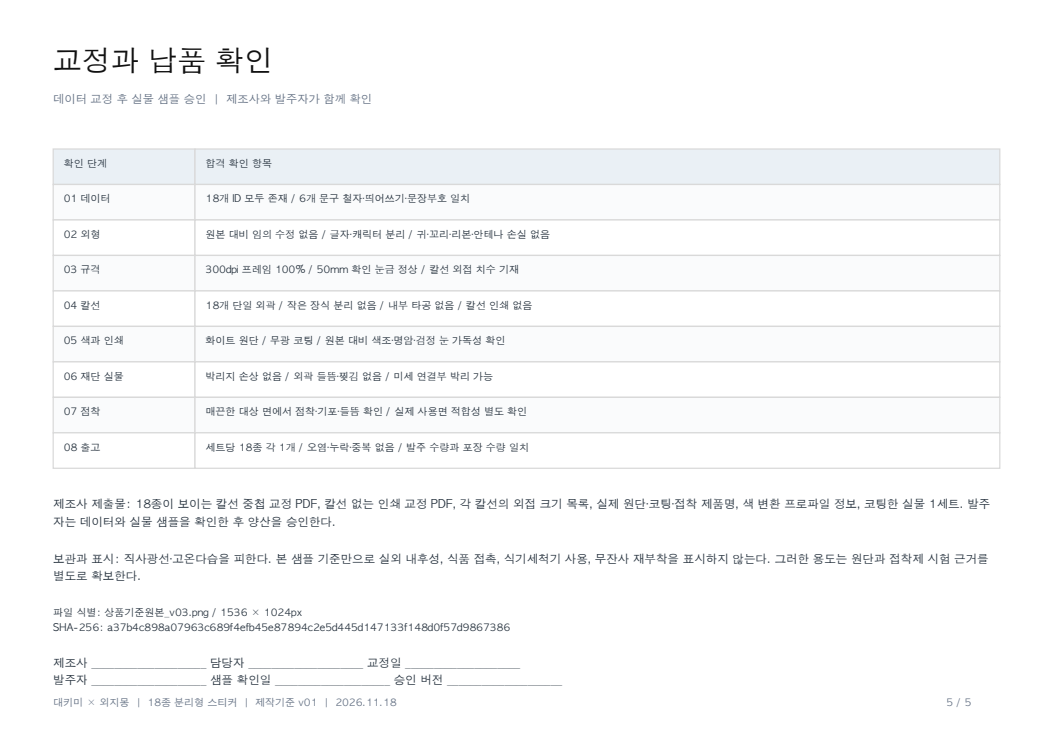 교정과 납품 확인
데이터 교정 후 실물 샘플 승인 | 제조사와 발주자가 함께 확인
확인 단계 합격 확인 항목
01 데이터 18개 ID 모두 존재 / 6개 문구 철자·띄어쓰기·문장부호 일치
02 외형 원본 대비 임의 수정 없음 / 글자·캐릭터 분리 / 귀·꼬리·리본·안테나 손실 없음
03 규격 300dpi 프레임 100% / 50mm 확인 눈금 정상 / 칼선 외접 치수 기재
04 칼선 18개 단일 외곽 / 작은 장식 분리 없음 / 내부 타공 없음 / 칼선 인쇄 없음
05 색과 인쇄 화이트 원단 / 무광 코팅 / 원본 대비 색조·명암·검정 눈 가독성 확인
06 재단 실물 박리지 손상 없음 / 외곽 들뜸·찢김 없음 / 미세 연결부 박리 가능
07 점착 매끈한 대상 면에서 점착·기포·들뜸 확인 / 실제 사용면 적합성 별도 확인
08 출고 세트당 18종 각 1개 / 오염·누락·중복 없음 / 발주 수량과 포장 수량 일치
제조사 제출물: 18종이 보이는 칼선 중첩 교정 PDF, 칼선 없는 인쇄 교정 PDF, 각 칼선의 외접 크기 목록, 실제 원단·코팅·접착 제품명, 색 변환 프로파일 정보, 코팅한 실물 1세트. 발주
자는 데이터와 실물 샘플을 확인한 후 양산을 승인한다.
보관과 표시: 직사광선·고온다습을 피한다. 본 샘플 기준만으로 실외 내후성, 식품 접촉, 식기세척기 사용, 무잔사 재부착을 표시하지 않는다. 그러한 용도는 원단과 접착제 시험 근거를
별도로 확보한다.
파일 식별: 상품기준원본_v03.png / 1536 × 1024px
SHA-256: a37b4c898a07963c689f4efb45e87894c2e5d445d147133f148d0f57d9867386
제조사 ____________________ 담당자 ____________________ 교정일 ____________________
발주자 ____________________ 샘플 확인일 ____________________ 승인 버전 ____________________
대키미 × 외지몽 | 18종 분리형 스티커 | 제작기준 v01 | 2026.11.18 5 / 5